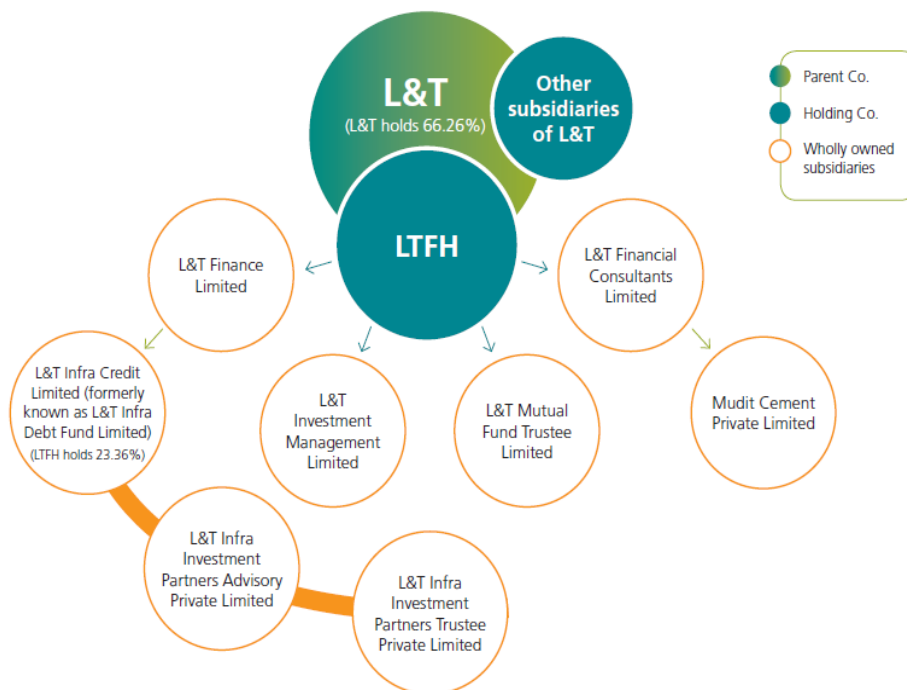 L&T
(L&T holds 66.26%)
Other
subsidiaries
of L&T
Parent Co.
Holding Co.
Wholly owned
subsidiaries
LTFH
L&T Finance
Limited
L&T Financial
Consultants
Limited
L&T Infra Credit
Limited (formerly
known as L&T Infra
Debt Fund Limited)
(LTFH holds 23.36%)
L&T
Investment
Management
Limited
L&T Mutual
Fund Trustee
Limited
Mudit Cement
Private Limited
L&T Infra
Investment
Partners Advisory
Private Limited
L&T Infra
Investment
Partners Trustee
Private Limited